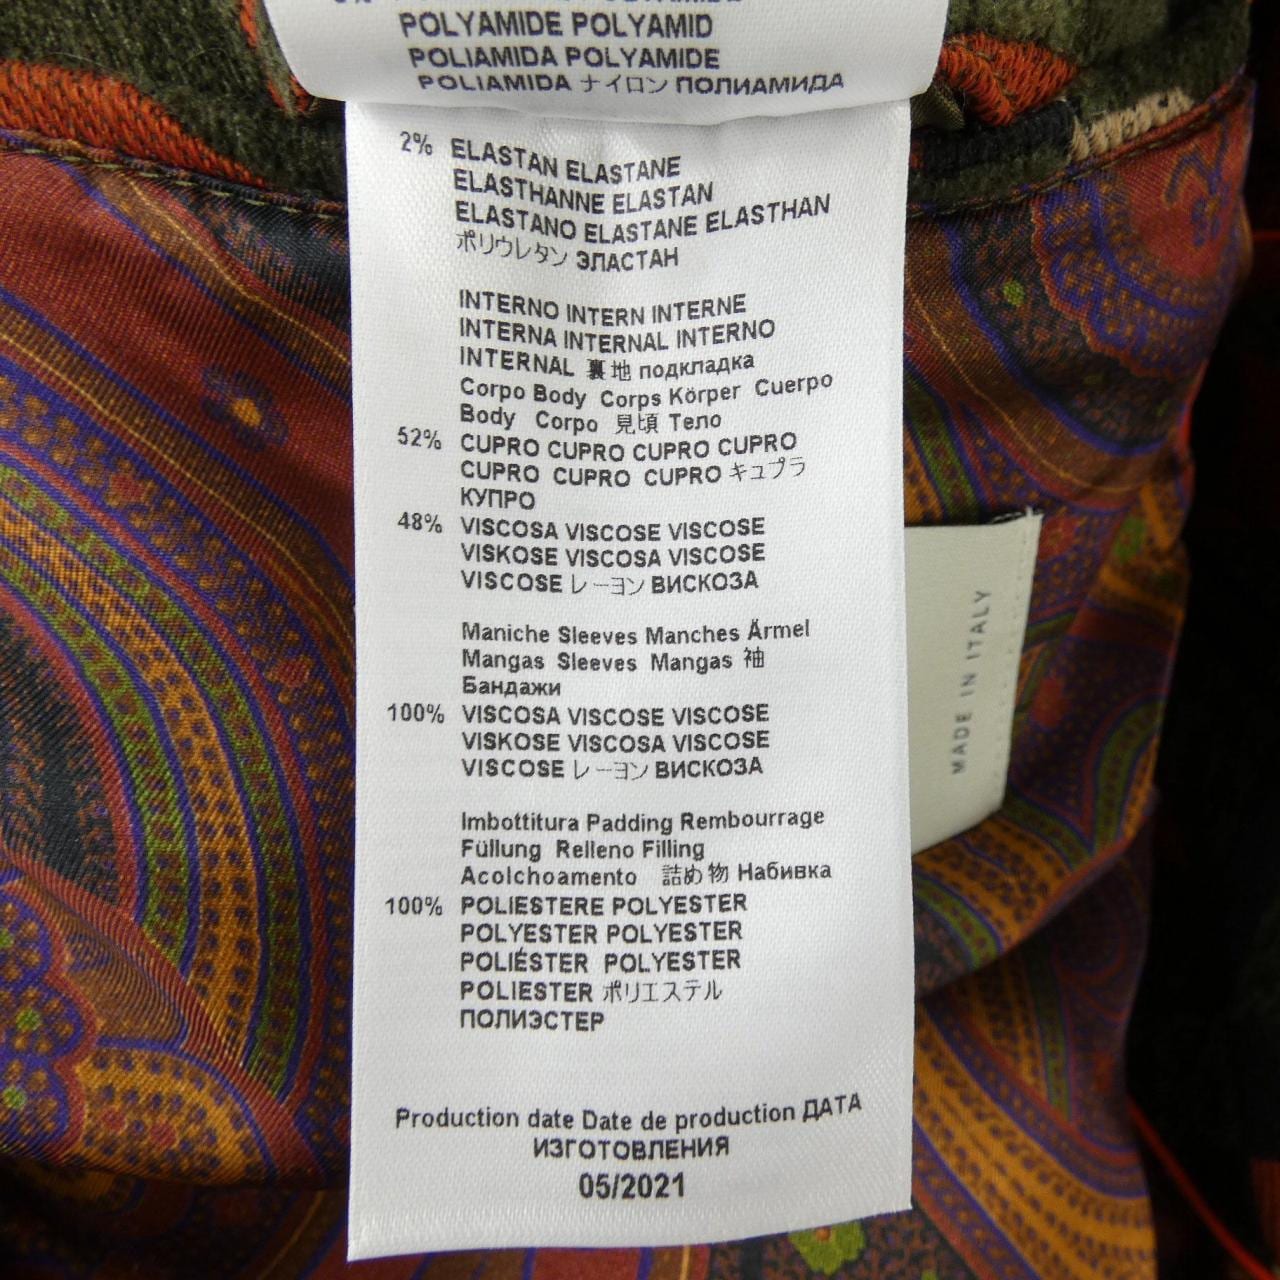 POLYAMIDE POLYAMID
POLIAMIDA POLYAMIDE
POLIAMIDA ナイロン ПОЛИАМИДА
2% ELASTAN ELASTANE
ELASTHANNE ELASTAN
ELASTANO ELASTANE ELASTHAN
ポリウレタン ЭЛАСТАН
INTERNO INTERN INTERNE
INTERNA INTERNAL INTERNO
INTERNAL 裏地 подкладка
Corpo Body Corps Körper Cuerpo
Body Corpo 見頃 Тело
52% CUPRO CUPRO CUPRO CUPRO
CUPRO CUPRO CUPRO キュプラ
КУПРО
48% VISCOSA VISCOSE VISCOSE
VISKOSE VISCOSA VISCOSE
VISCOSE レーヨン ВИСКОЗА
Maniche Sleeves Manches Ärmel
Mangas Sleeves Mangas 袖
Бандажи
100% VISCOSA VISCOSE VISCOSE
VISKOSE VISCOSA VISCOSE
VISCOSE レーヨン ВИСКОЗА
Imbottitura Padding Rembourrage
Füllung Relleno Filling
Acolchoamento 詰め物 Набивка
100% POLIESTERE POLYESTER
POLYESTER POLYESTER
POLIÉSTER POLYESTER
POLIESTER ポリエステル
ПОЛИЭСТЕР
Production date Date de production ДАТА
ИЗГОТОВЛЕНИЯ
05/2021
MADE IN ITALY